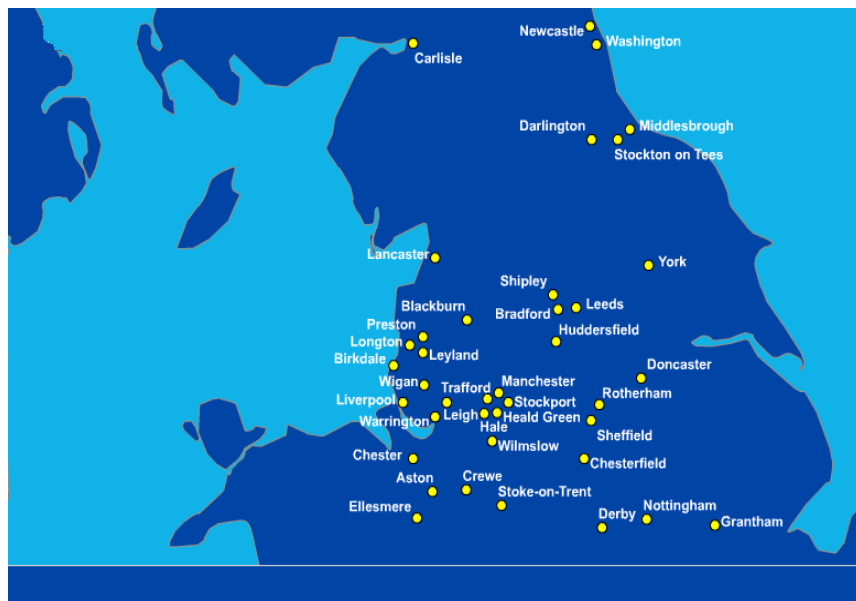 Newcastle
Washington
Carlisle
Darlington
Middlesbrough
Stockton on Tees
Lancaster
York
Shipley
Blackburn
Bradford
Leeds
Preston
Longton
Huddersfield
Leyland
Birkdale
Doncaster
Wigan
Trafford
Manchester
Liverpool
Stockport
Rotherham
Warrington
Leigh
Heald Green
Hale
Sheffield
Wilmslow
Chester
Chesterfield
Aston
Crewe
Stoke-on-Trent
Ellesmere
Derby
Nottingham
Grantham